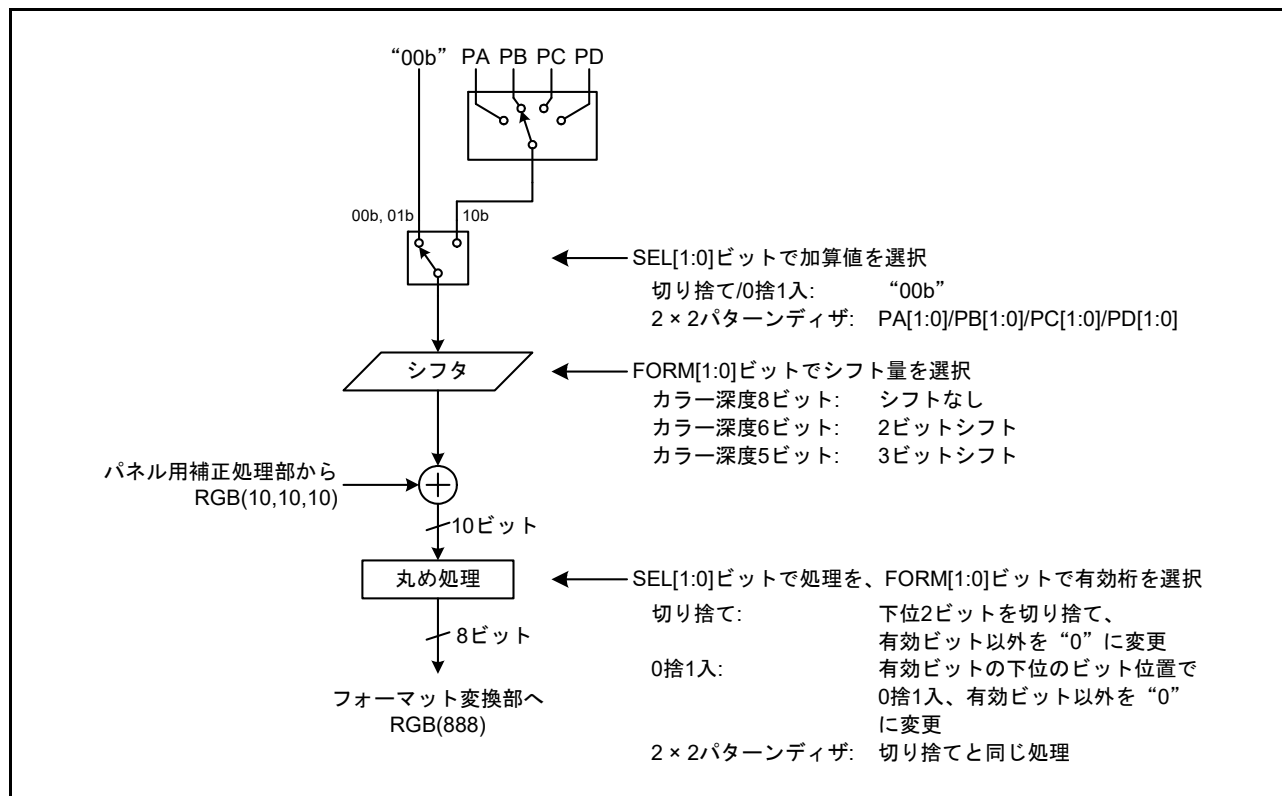 “00b” PA PB PC PD
00b, 01b 10b
SEL[1:0]ビットで加算値を選択
切り捨て/0捨1入: “00b”
2 × 2パターンディザ: PA[1:0]/PB[1:0]/PC[1:0]/PD[1:0]
シフタ
FORM[1:0]ビットでシフト量を選択
カラー深度8ビット: シフトなし
カラー深度6ビット: 2ビットシフト
カラー深度5ビット: 3ビットシフト
パネル用補正処理部から
RGB(10,10,10)
10ビット
丸め処理
SEL[1:0]ビットで処理を、FORM[1:0]ビットで有効桁を選択
切り捨て: 下位2ビットを切り捨て、
有効ビット以外を“0”に変更
0捨1入: 有効ビットの下位のビット位置で
0捨1入、有効ビット以外を“0”
に変更
2 × 2パターンディザ: 切り捨てと同じ処理
8ビット
フォーマット変換部へ
RGB(888)